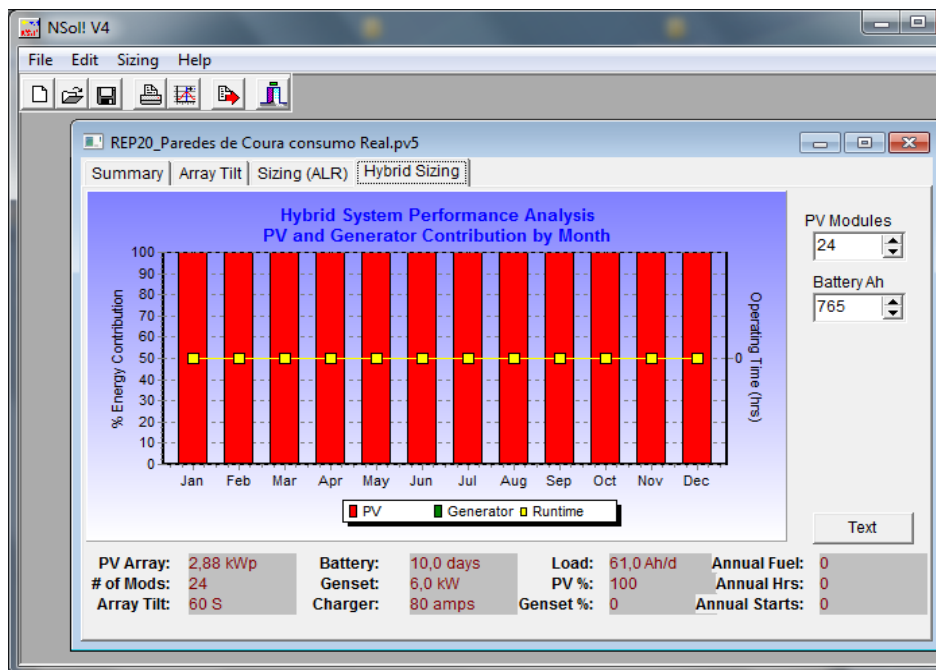 NSol! V4
File Edit Sizing Help
REP20_Paredes de Coura consumo Real.pv5
Summary Array Tilt Sizing (ALR) Hybrid Sizing
Hybrid System Performance Analysis
PV and Generator Contribution by Month
PV Modules
24
Battery Ah
765
% Energy Contribution
100
90
80
70
60
50
40
30
20
10
0
0
Operating Time (hrs)
Jan Feb Mar Apr May Jun Jul Aug Sep Oct Nov Dec
PV Generator Runtime
Text
PV Array: 2,88 kWp Battery: 10,0 days Load: 61,0 Ah/d Annual Fuel: 0
# of Mods: 24 Genset: 6,0 kW PV %: 100 Annual Hrs: 0
Array Tilt: 60 S Charger: 80 amps Genset %: 0 Annual Starts: 0